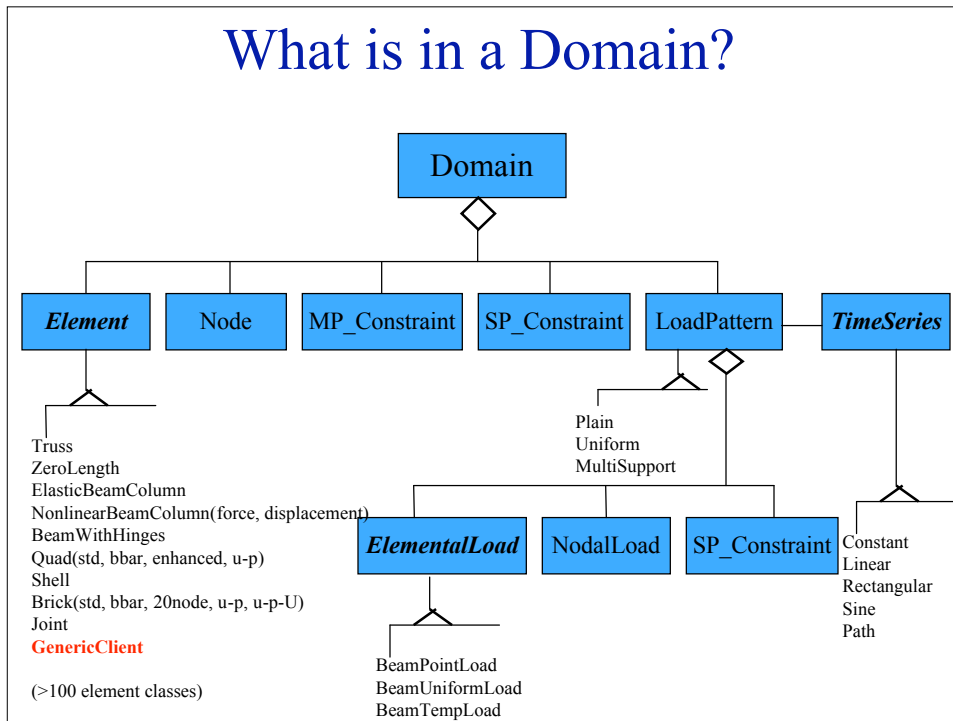 What is in a Domain?
Domain
Element
Node
MP_Constraint
SP_Constraint
LoadPattern
TimeSeries
Truss
ZeroLength
ElasticBeamColumn
NonlinearBeamColumn(force, displacement)
BeamWithHinges
Quad(std, bbar, enhanced, u-p)
Shell
Brick(std, bbar, 20node, u-p, u-p-U)
Joint
GenericClient
(>100 element classes)
Plain
Uniform
MultiSupport
ElementalLoad
NodalLoad
SP_Constraint
BeamPointLoad
BeamUniformLoad
BeamTempLoad
Constant
Linear
Rectangular
Sine
Path